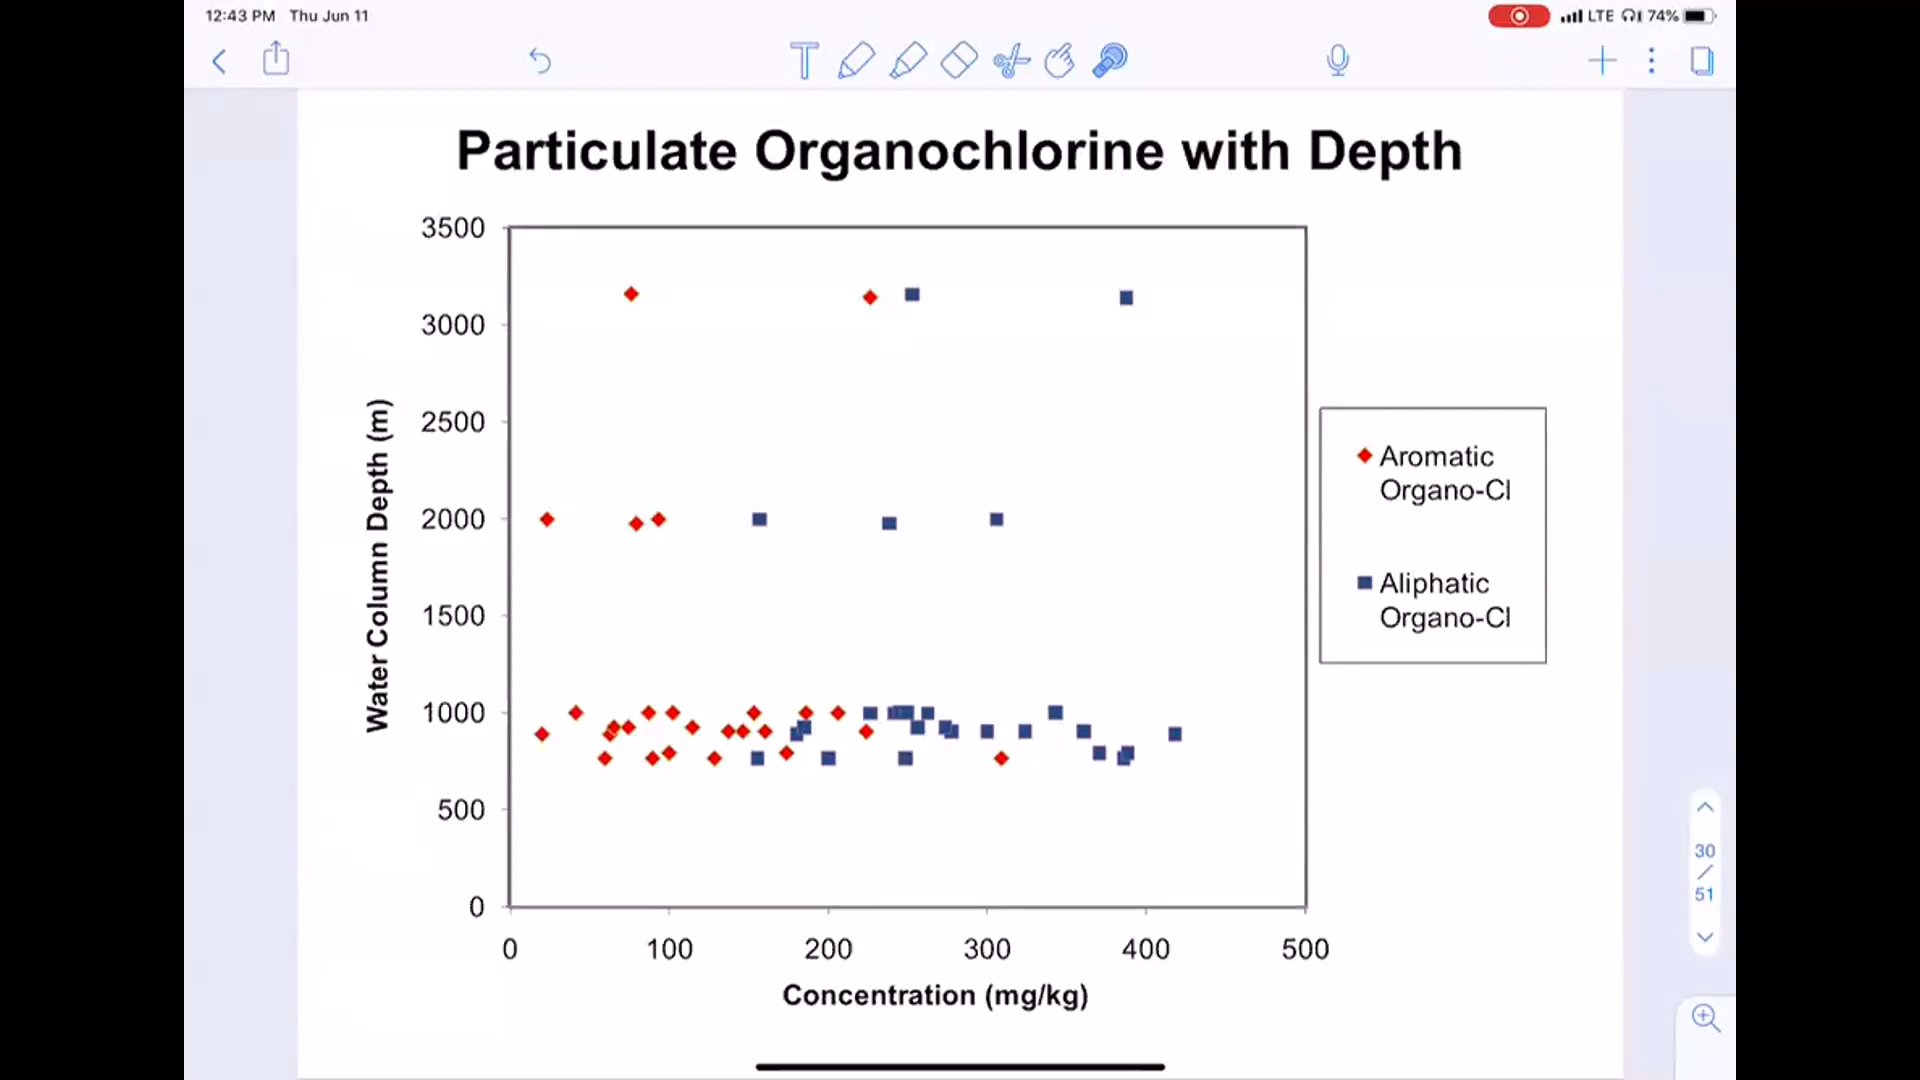 12:43 PM Thu Jun 11
LTE 74%
Particulate Organochlorine with Depth
3500
3000
2500
2000
1500
1000
500
0
Water Column Depth (m)
0 100 200 300 400 500
Concentration (mg/kg)
Aromatic
Organo-Cl
Aliphatic
Organo-Cl
30
/
51